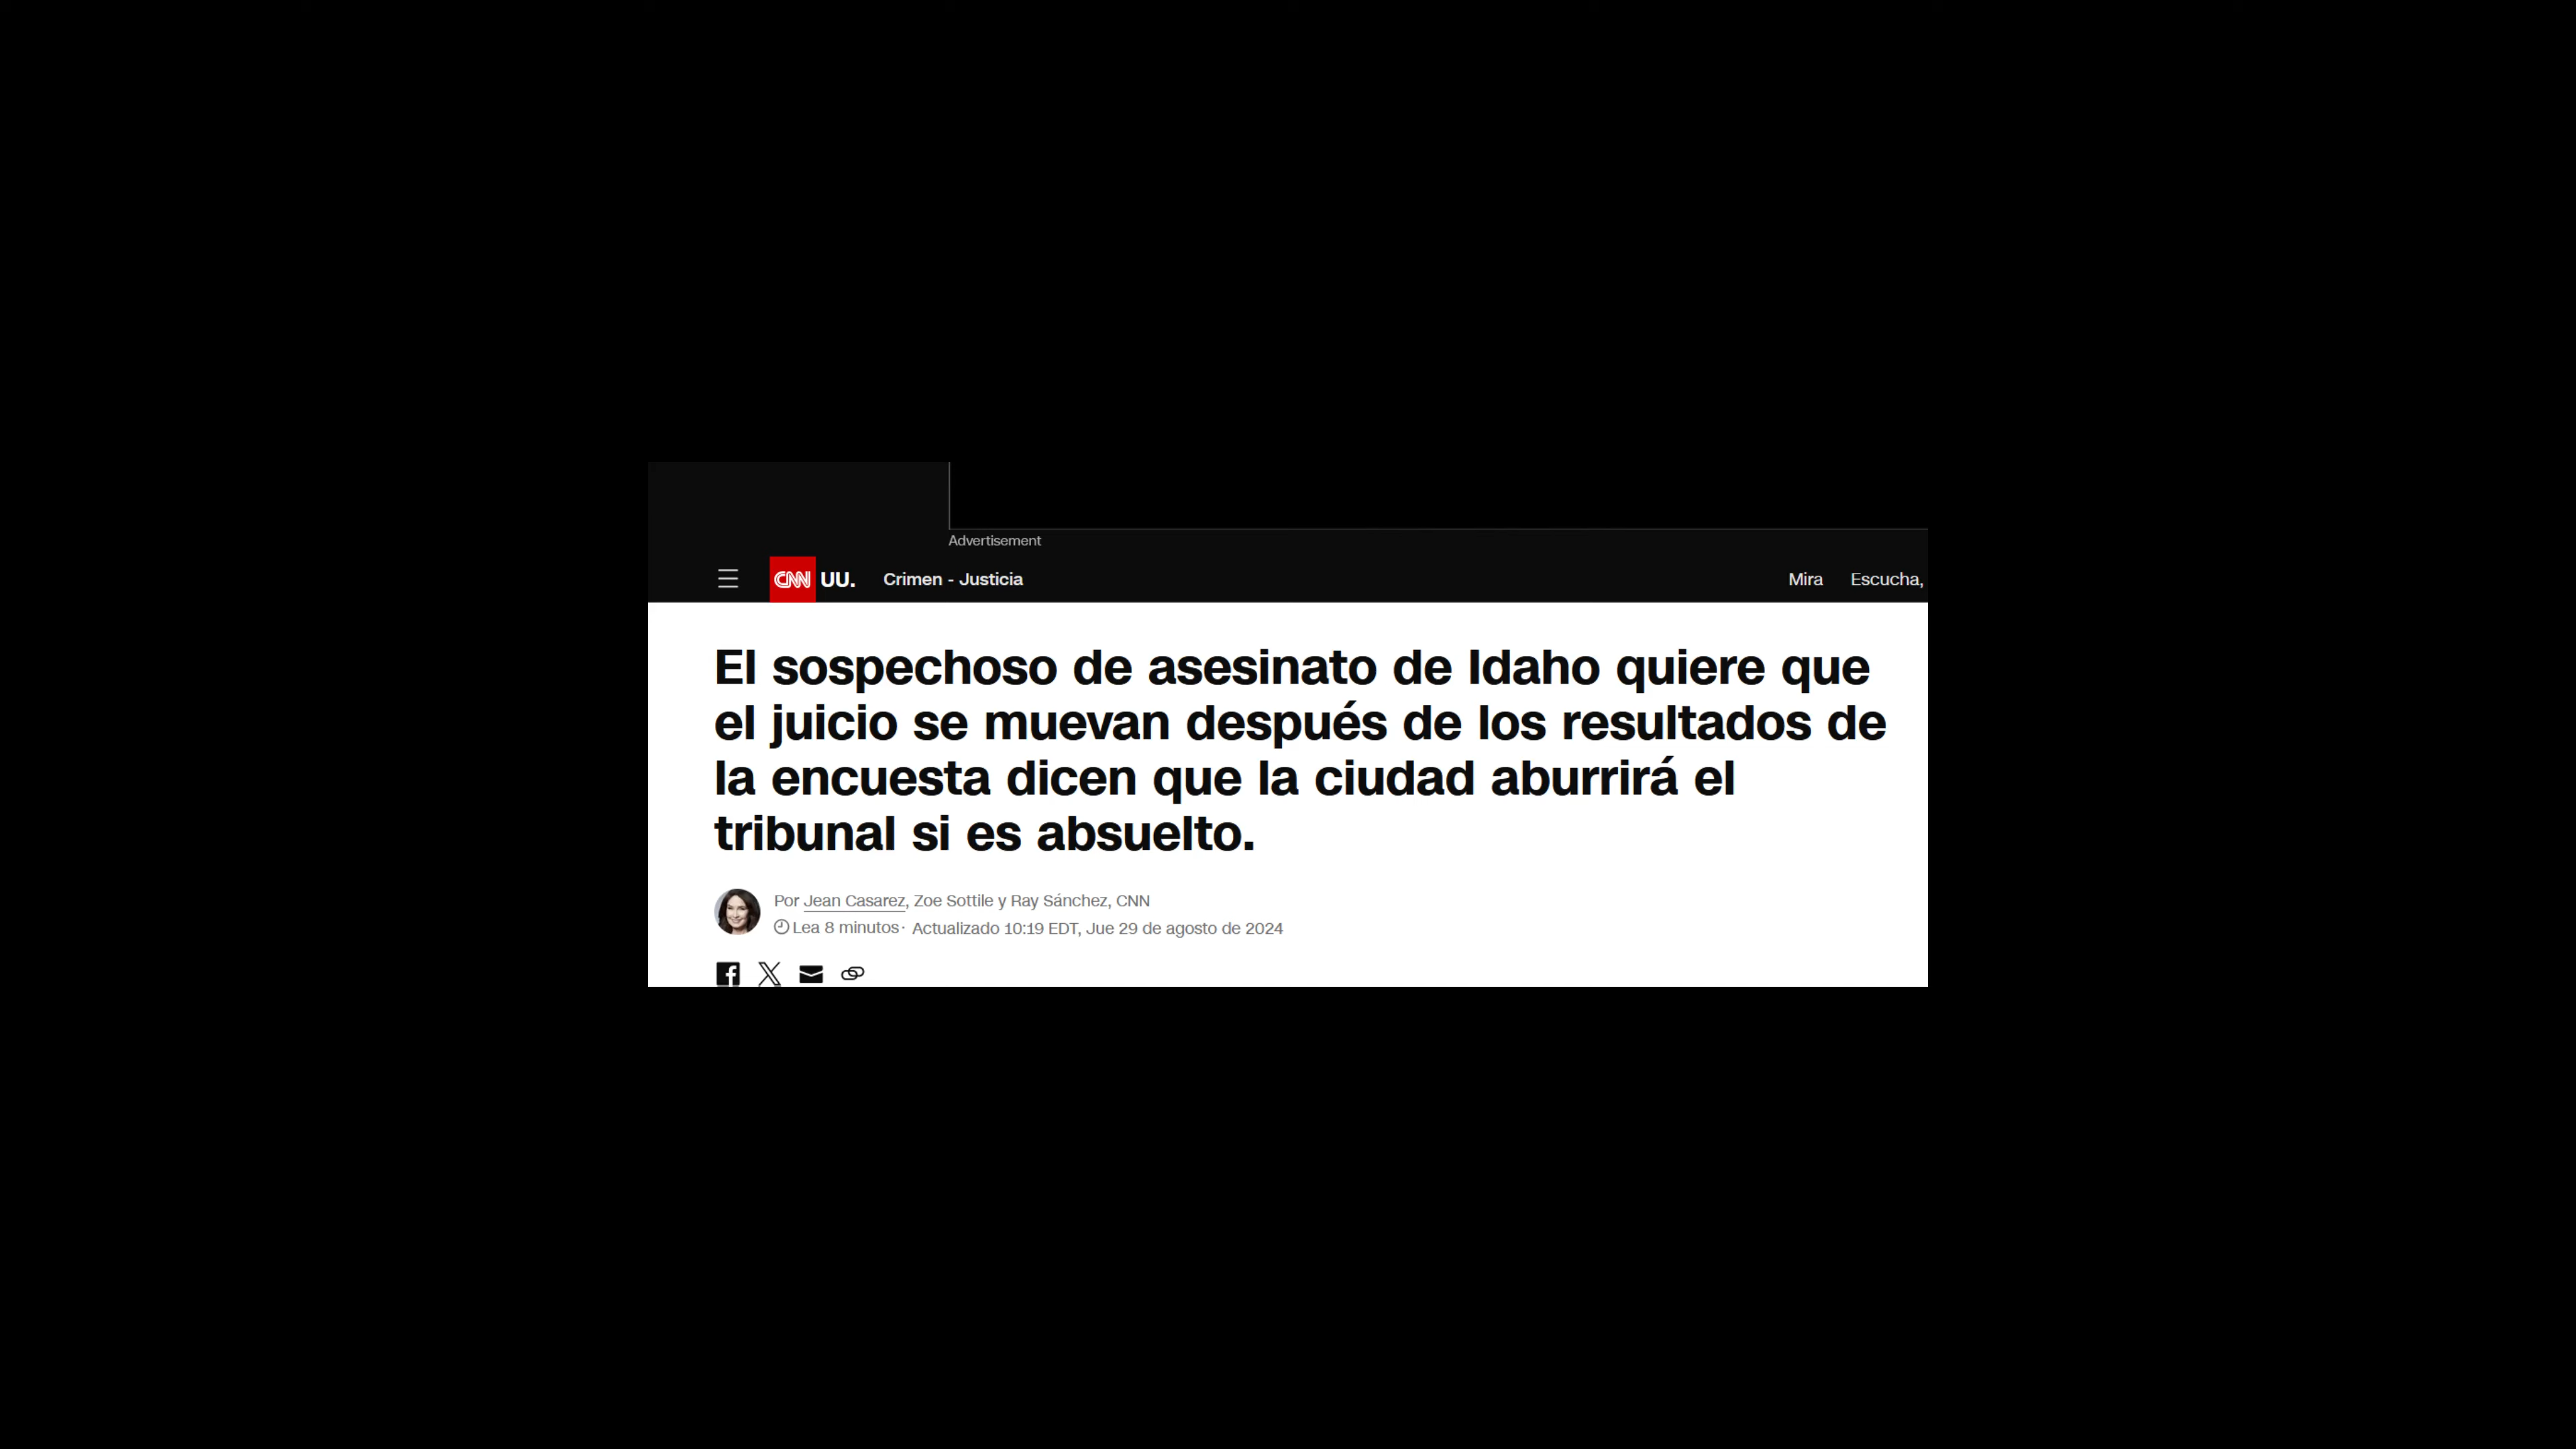 Advertisement
CNN UU. Crimen - Justicia Mira Escucha,
El sospechoso de asesinato de Idaho quiere que
el juicio se muevan después de los resultados de
la encuesta dicen que la ciudad aburrirá el
tribunal si es absuelto.
Por Jean Casarez, Zoe Sottile y Ray Sánchez, CNN
Lea 8 minutos · Actualizado 10:19 EDT, Jue 29 de agosto de 2024